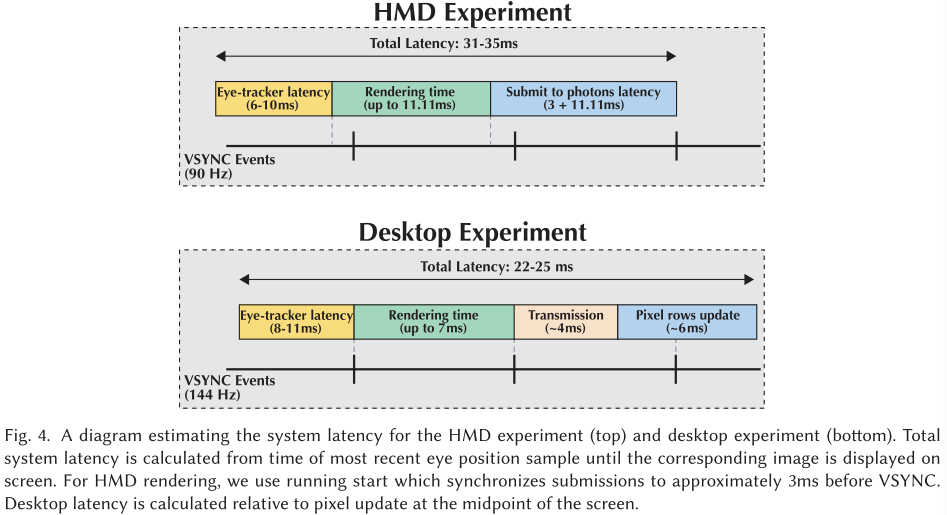 HMD Experiment
Total Latency: 31-35ms
Eye-tracker latency
(6-10ms)
Rendering time
(up to 11.11ms)
Submit to photons latency
(3 + 11.11ms)
VSYNC Events
(90 Hz)
Desktop Experiment
Total Latency: 22-25 ms
Eye-tracker latency
(8-11ms)
Rendering time
(up to 7ms)
Transmission
(~4ms)
Pixel rows update
(~6ms)
VSYNC Events
(144 Hz)
Fig. 4. A diagram estimating the system latency for the HMD experiment (top) and desktop experiment (bottom). Total
system latency is calculated from time of most recent eye position sample until the corresponding image is displayed on
screen. For HMD rendering, we use running start which synchronizes submissions to approximately 3ms before VSYNC.
Desktop latency is calculated relative to pixel update at the midpoint of the screen.